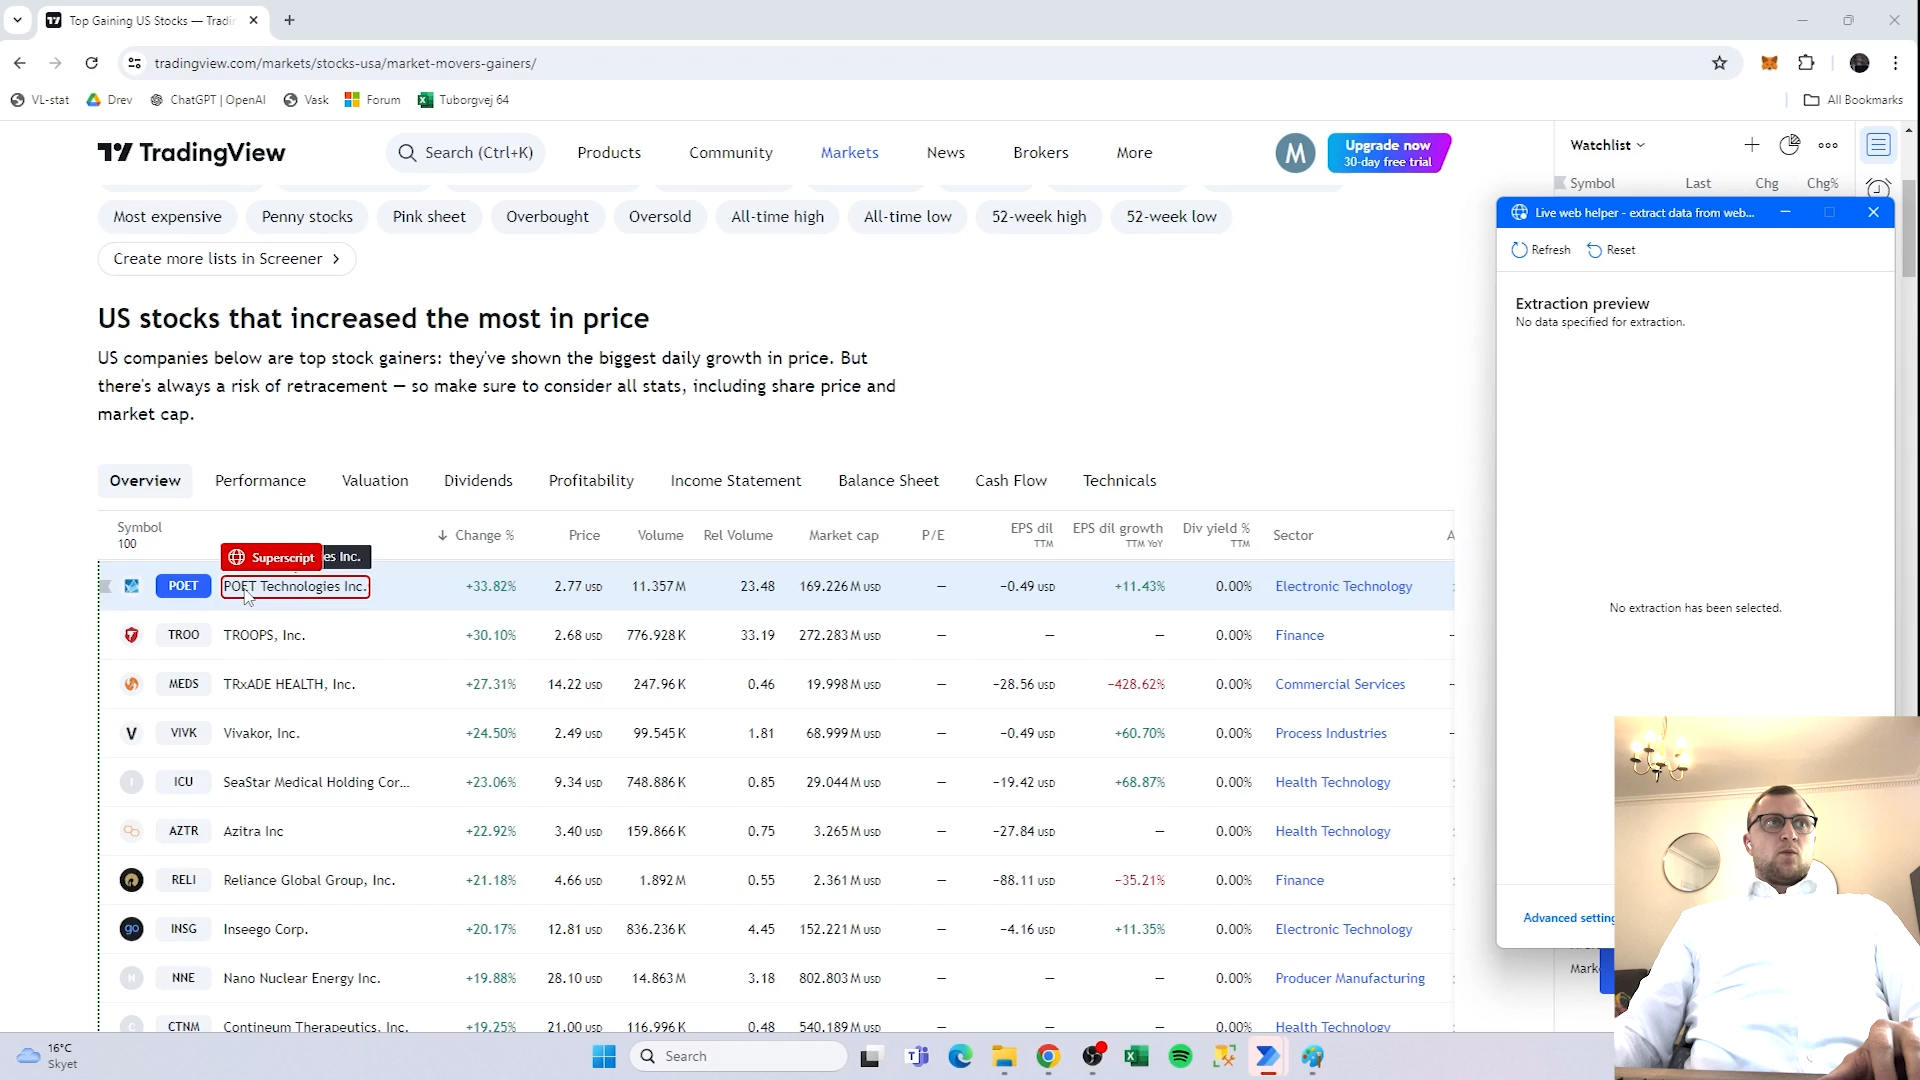 Top Gaining US Stocks — Tradin
tradingview.com/markets/stocks-usa/market-movers-gainers/
VL-stat Drev ChatGPT | OpenAI Vask Forum Tuborgvej 64 All Bookmarks
TradingView Search (Ctrl+K) Products Community Markets News Brokers More M Upgrade now
30-day free trial
Watchlist
Symbol Last Chg Chg%
Most expensive Penny stocks Pink sheet Overbought Oversold All-time high All-time low 52-week high 52-week low
Create more lists in Screener
Live web helper - extract data from web...
Refresh Reset
Extraction preview
No data specified for extraction.
No extraction has been selected.
Advanced setting
Mark
US stocks that increased the most in price
US companies below are top stock gainers: they've shown the biggest daily growth in price. But
there's always a risk of retracement — so make sure to consider all stats, including share price and
market cap.
Overview Performance Valuation Dividends Profitability Income Statement Balance Sheet Cash Flow Technicals
Symbol Change % Price Volume Rel Volume Market cap P/E EPS dil EPS dil growth Div yield % Sector A
100 TTM TTM YoY TTM
Superscript es Inc.
POET POET Technologies Inc. +33.82% 2.77 USD 11.357 M 23.48 169.226 M USD — −0.49 USD +11.43% 0.00% Electronic Technology
TROO TROOPS, Inc. +30.10% 2.68 USD 776.928 K 33.19 272.283 M USD — — — 0.00% Finance —
MEDS TRxADE HEALTH, Inc. +27.31% 14.22 USD 247.96 K 0.46 19.998 M USD — −28.56 USD −428.62% 0.00% Commercial Services —
V VIVK Vivakor, Inc. +24.50% 2.49 USD 99.545 K 1.81 68.999 M USD — −0.49 USD +60.70% 0.00% Process Industries —
I ICU SeaStar Medical Holding Cor... +23.06% 9.34 USD 748.886 K 0.85 29.044 M USD — −19.42 USD +68.87% 0.00% Health Technology
AZTR Azitra Inc +22.92% 3.40 USD 159.866 K 0.75 3.265 M USD — −27.84 USD — 0.00% Health Technology
RELI Reliance Global Group, Inc. +21.18% 4.66 USD 1.892 M 0.55 2.361 M USD — −88.11 USD −35.21% 0.00% Finance
go INSG Inseego Corp. +20.17% 12.81 USD 836.236 K 4.45 152.221 M USD — −4.16 USD +11.35% 0.00% Electronic Technology
N NNE Nano Nuclear Energy Inc. +19.88% 28.10 USD 14.863 M 3.18 802.803 M USD — — — 0.00% Producer Manufacturing
C CTNM Contineum Therapeutics, Inc. +19.25% 21.00 USD 116.996 K 0.48 540.189 M USD — — — 0.00% Health Technology
16°C
Skyet
Search